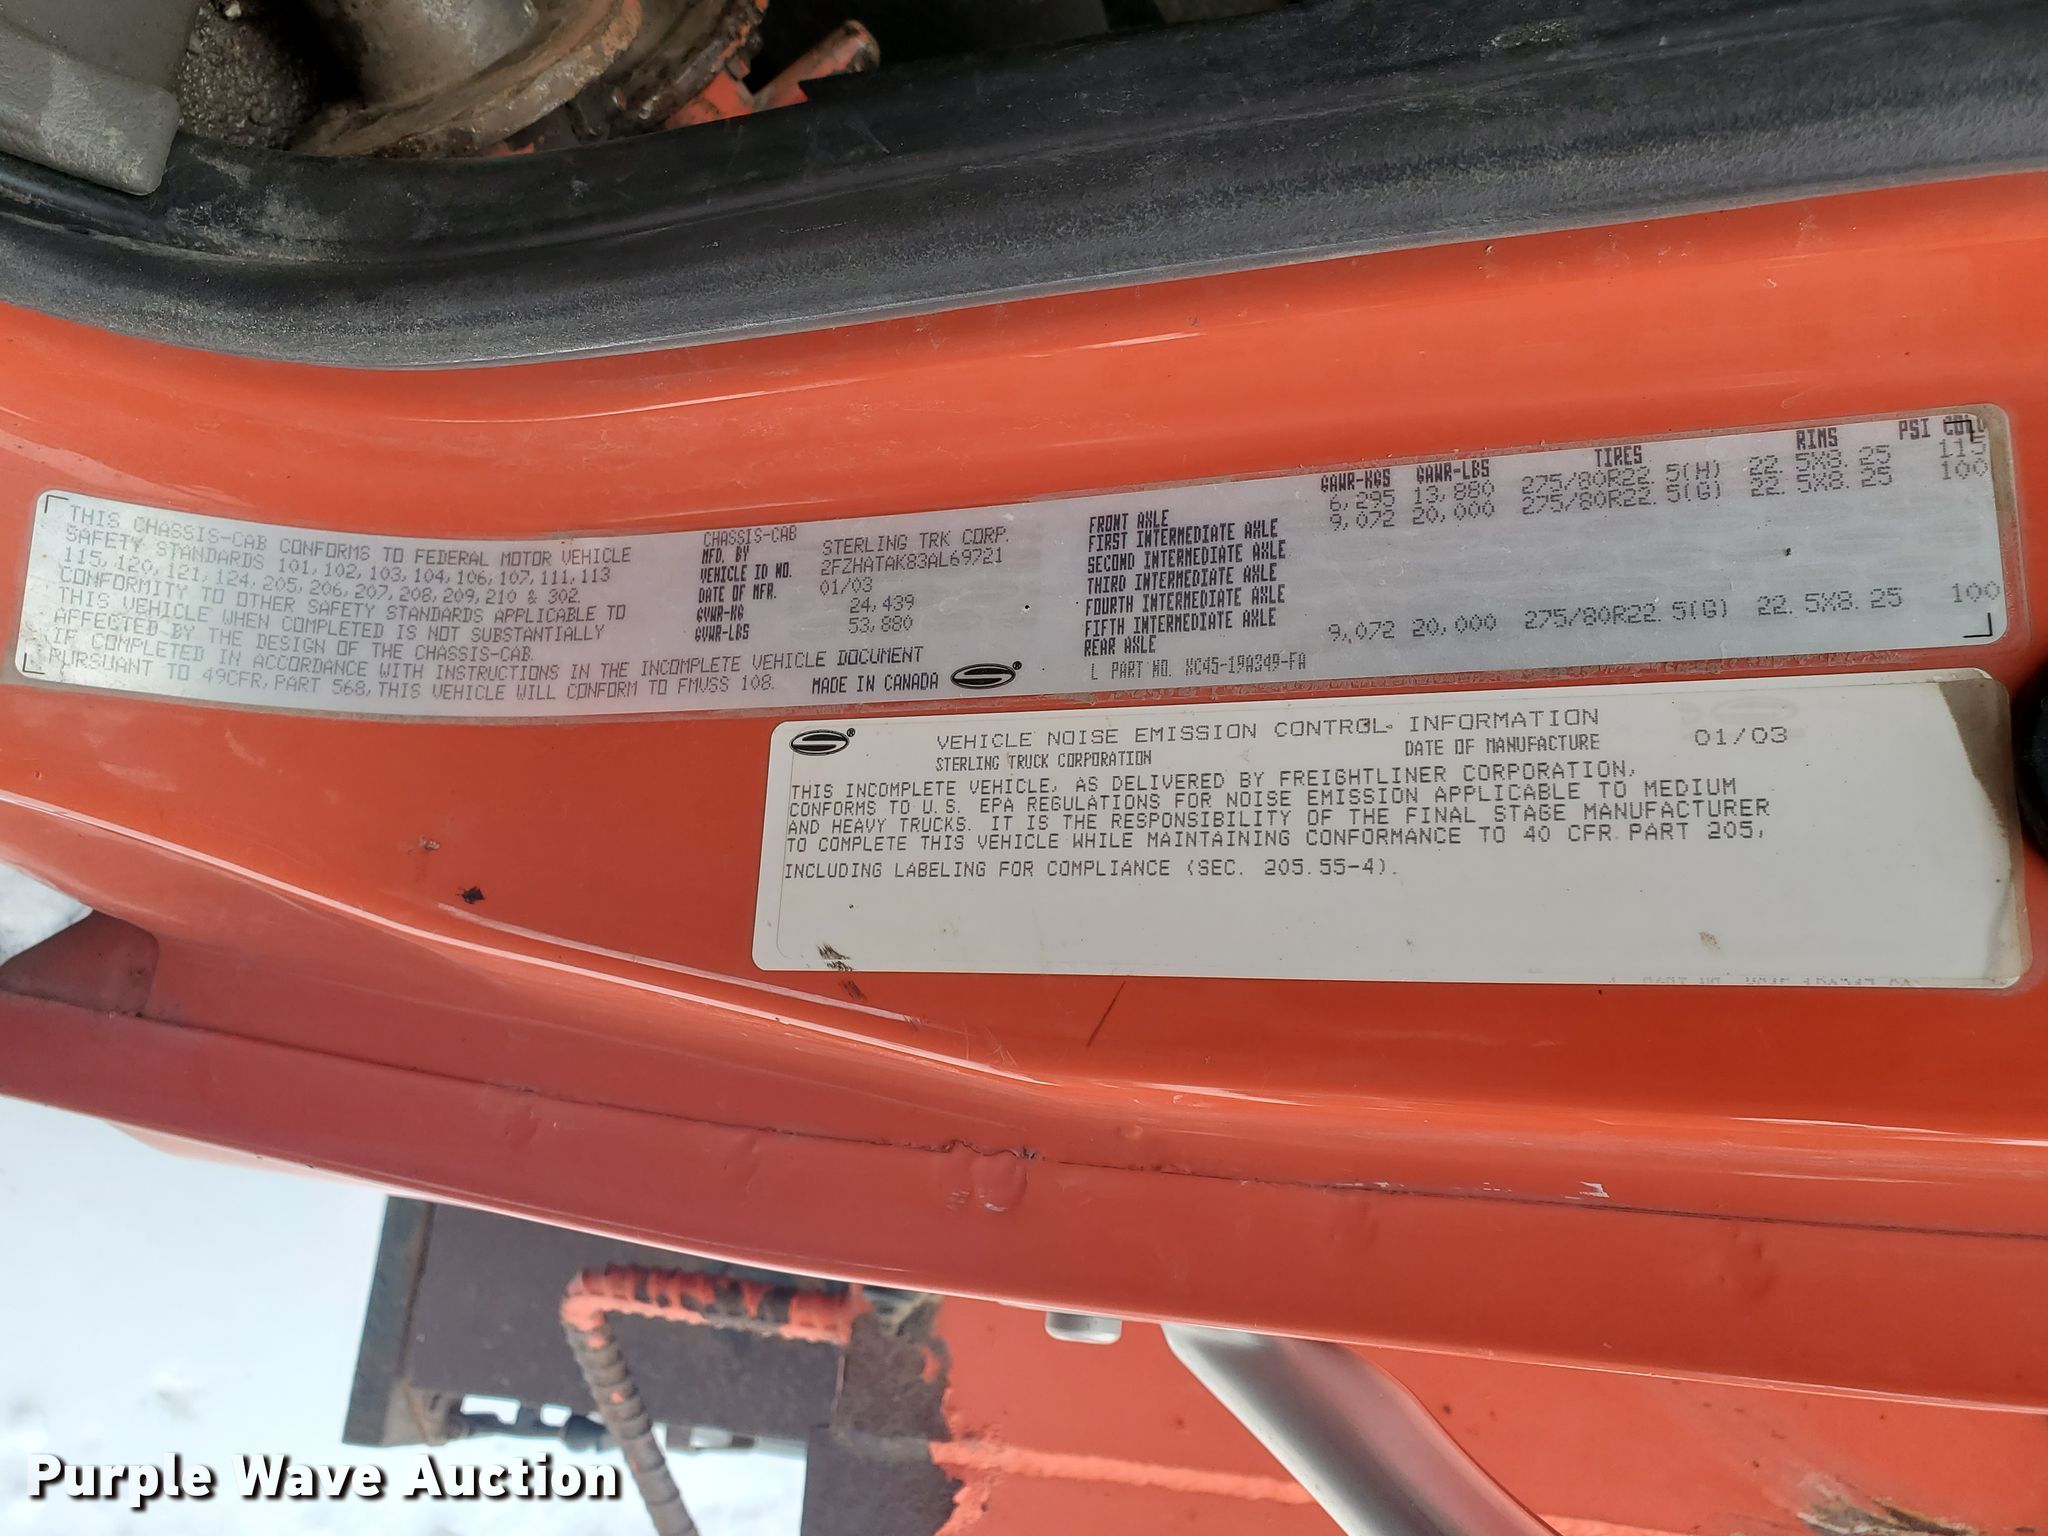 THIS CHASSIS-CAB CONFORMS TO FEDERAL MOTOR VEHICLE
SAFETY STANDARDS 101, 102, 103, 104, 106, 107, 111, 113
115, 120, 121, 124, 205, 206, 207, 208, 209, 210 & 302.
CONFORMITY TO OTHER SAFETY STANDARDS APPLICABLE TO
THIS VEHICLE WHEN COMPLETED IS NOT SUBSTANTIALLY
AFFECTED BY THE DESIGN OF THE CHASSIS-CAB.
IF COMPLETED IN ACCORDANCE WITH INSTRUCTIONS IN THE INCOMPLETE VEHICLE DOCUMENT
PURSUANT TO 49CFR, PART 568, THIS VEHICLE WILL CONFORM TO FMVSS 108.
CHASSIS-CAB
MFD. BY STERLING TRK CORP.
VEHICLE ID NO. 2FZHATAK83AL69721
DATE OF MFR. 01/03
GVWR-KG 24,439
GVWR-LBS 53,880
MADE IN CANADA ®
GAWR-KGS GAWR-LBS TIRES RIMS PSI COLD
FRONT AXLE 6,295 13,880 275/80R22.5(H) 22.5X8.25 115
FIRST INTERMEDIATE AXLE 9,072 20,000 275/80R22.5(G) 22.5X8.25 100
SECOND INTERMEDIATE AXLE
THIRD INTERMEDIATE AXLE
FOURTH INTERMEDIATE AXLE
FIFTH INTERMEDIATE AXLE
REAR AXLE 9,072 20,000 275/80R22.5(G) 22.5X8.25 100
L PART NO. XC45-19A349-FA
® VEHICLE NOISE EMISSION CONTROL INFORMATION
STERLING TRUCK CORPORATION DATE OF MANUFACTURE 01/03
THIS INCOMPLETE VEHICLE, AS DELIVERED BY FREIGHTLINER CORPORATION,
CONFORMS TO U.S. EPA REGULATIONS FOR NOISE EMISSION APPLICABLE TO MEDIUM
AND HEAVY TRUCKS. IT IS THE RESPONSIBILITY OF THE FINAL STAGE MANUFACTURER
TO COMPLETE THIS VEHICLE WHILE MAINTAINING CONFORMANCE TO 40 CFR PART 205,
INCLUDING LABELING FOR COMPLIANCE (SEC. 205.55-4).
Purple Wave Auction